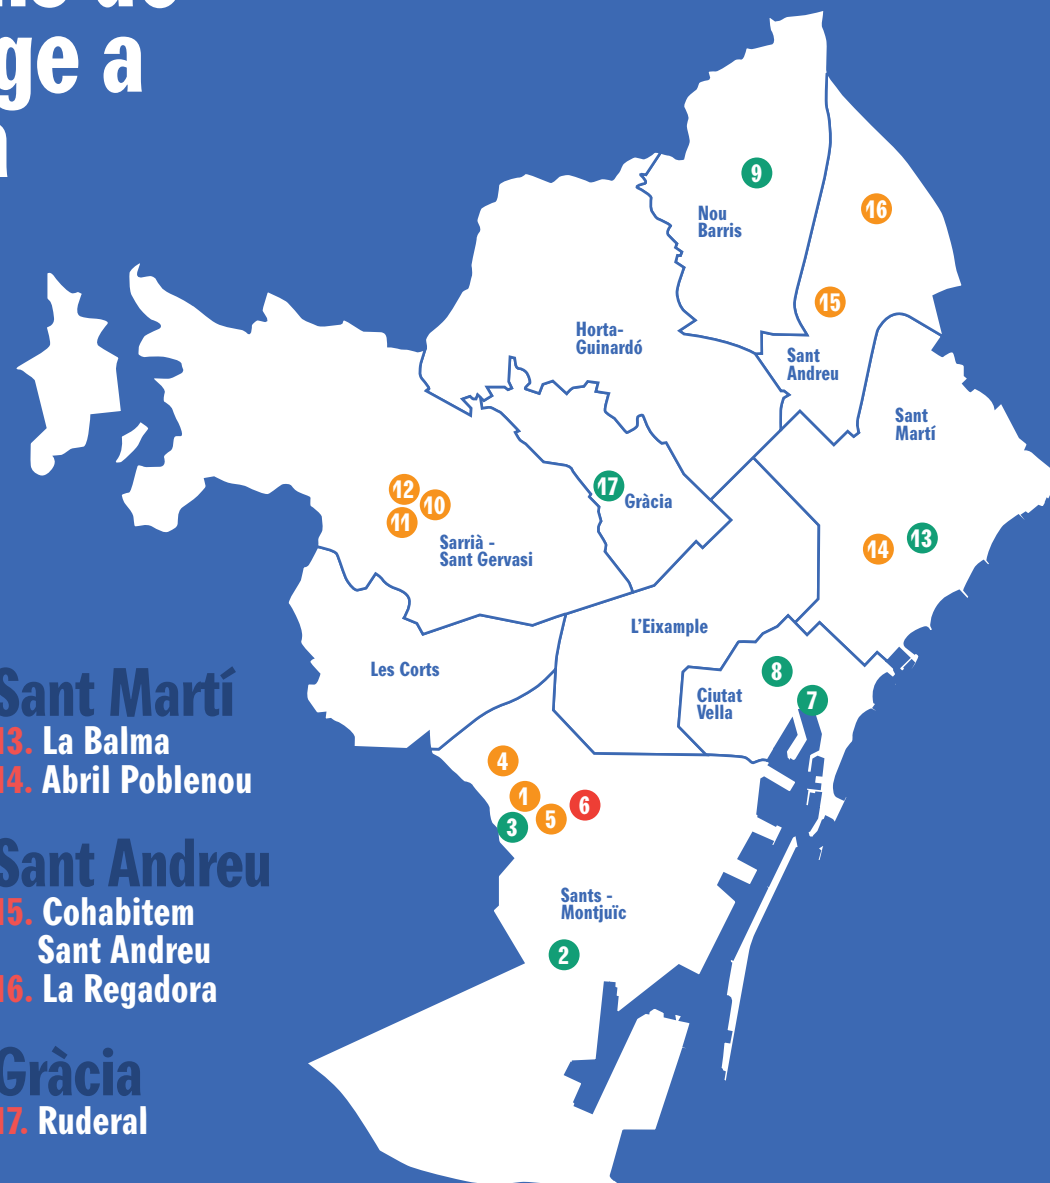 ge a
9
Nou
Barris
16
15
Horta-
Guinardó
Sant
Andreu
Sant
Martí
12
10
11
17
Gràcia
Sarrià -
Sant Gervasi
14
13
L'Eixample
Les Corts
8
Ciutat
Vella
7
4
1
5
6
3
Sants -
Montjuïc
2
Sant Martí
13. La Balma
14. Abril Poblenou
Sant Andreu
15. Cohabitem
Sant Andreu
16. La Regadora
Gràcia
17. Ruderal